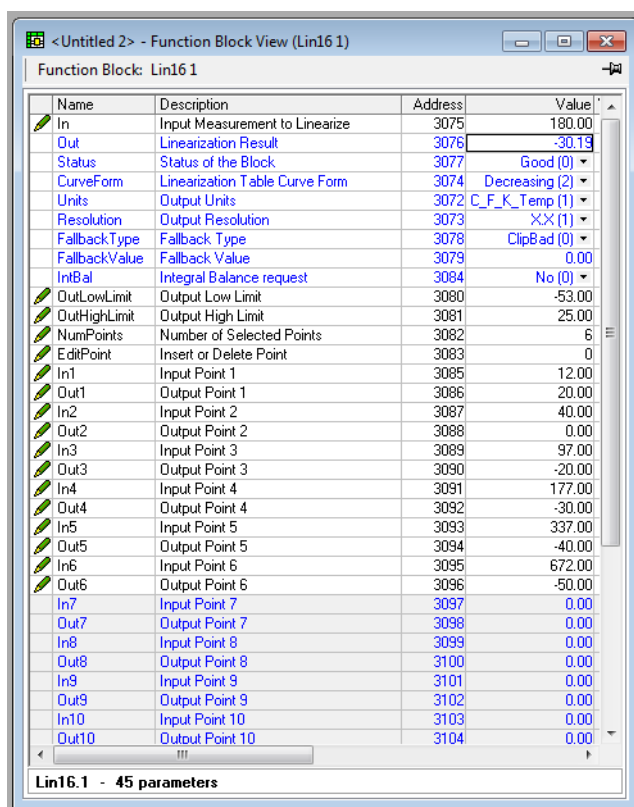 <Untitled 2> - Function Block View (Lin16 1)
Function Block: Lin16 1
Name Description Address Value
In Input Measurement to Linearize 3075 180.00
Out Linearization Result 3076 -30.19
Status Status of the Block 3077 Good (0)
CurveForm Linearization Table Curve Form 3074 Decreasing (2)
Units Output Units 3072 C_F_K_Temp (1)
Resolution Output Resolution 3073 X.X (1)
FallbackType Fallback Type 3078 ClipBad (0)
FallbackValue Fallback Value 3079 0.00
IntBal Integral Balance request 3084 No (0)
OutLowLimit Output Low Limit 3080 -53.00
OutHighLimit Output High Limit 3081 25.00
NumPoints Number of Selected Points 3082 6
EditPoint Insert or Delete Point 3083 0
In1 Input Point 1 3085 12.00
Out1 Output Point 1 3086 20.00
In2 Input Point 2 3087 40.00
Out2 Output Point 2 3088 0.00
In3 Input Point 3 3089 97.00
Out3 Output Point 3 3090 -20.00
In4 Input Point 4 3091 177.00
Out4 Output Point 4 3092 -30.00
In5 Input Point 5 3093 337.00
Out5 Output Point 5 3094 -40.00
In6 Input Point 6 3095 672.00
Out6 Output Point 6 3096 -50.00
In7 Input Point 7 3097 0.00
Out7 Output Point 7 3098 0.00
In8 Input Point 8 3099 0.00
Out8 Output Point 8 3100 0.00
In9 Input Point 9 3101 0.00
Out9 Output Point 9 3102 0.00
In10 Input Point 10 3103 0.00
Out10 Output Point 10 3104 0.00
Lin16.1 - 45 parameters